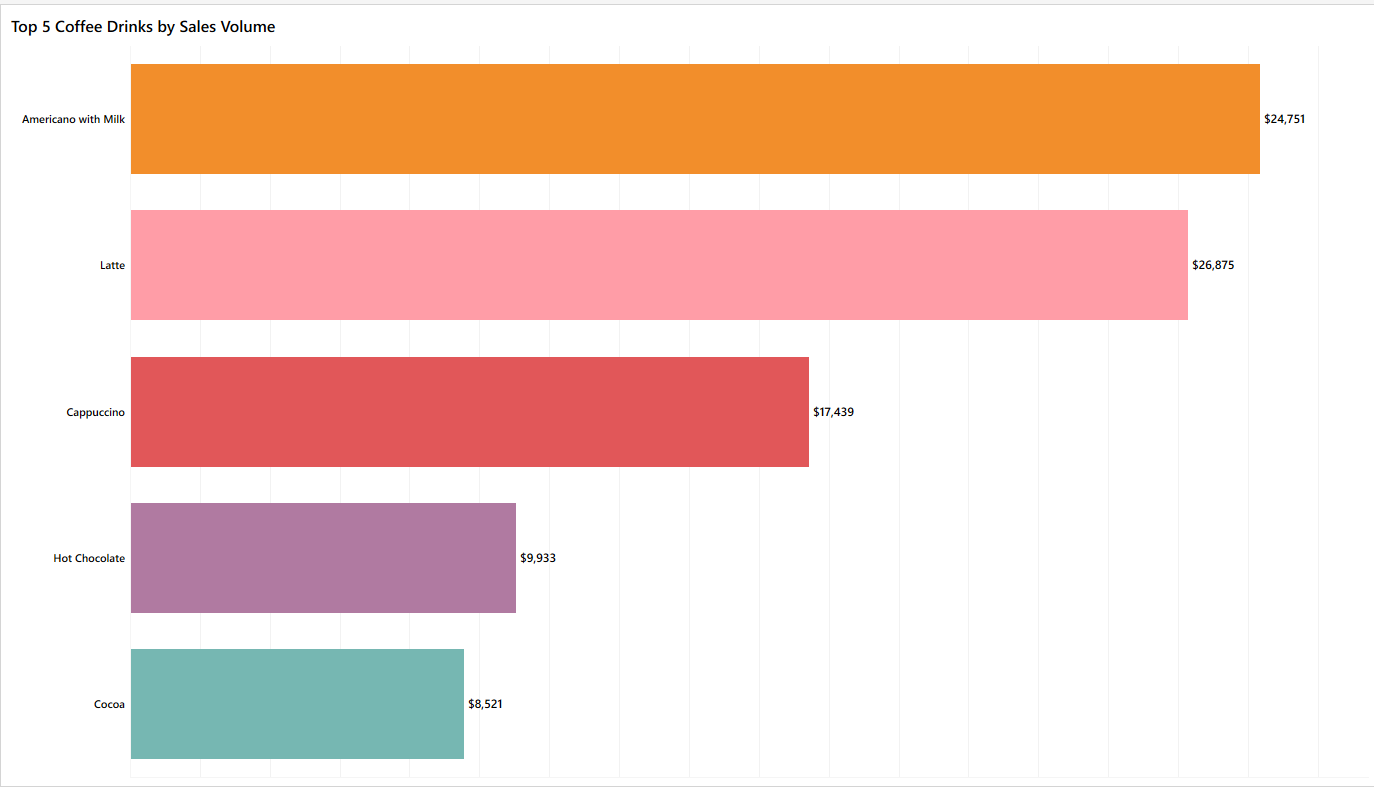 Top 5 Coffee Drinks by Sales Volume
Americano with Milk
$24,751
Latte
$26,875
Cappuccino
$17,439
Hot Chocolate
$9,933
Cocoa
$8,521